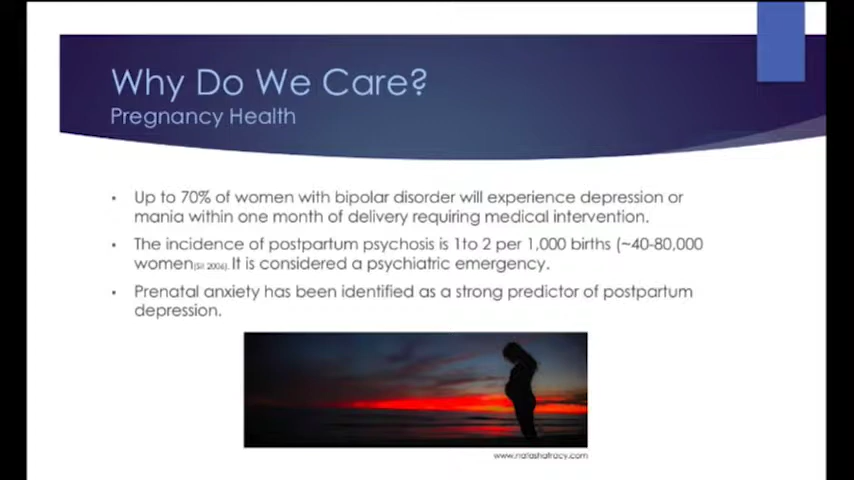 Why Do We Care?
Pregnancy Health
• Up to 70% of women with bipolar disorder will experience depression or
mania within one month of delivery requiring medical intervention.
• The incidence of postpartum psychosis is 1to 2 per 1,000 births (~40-80,000
women It is considered a psychiatric emergency.
• Prenatal anxiety has been identified as a strong predictor of postpartum
depression.
www.natashatracy.com